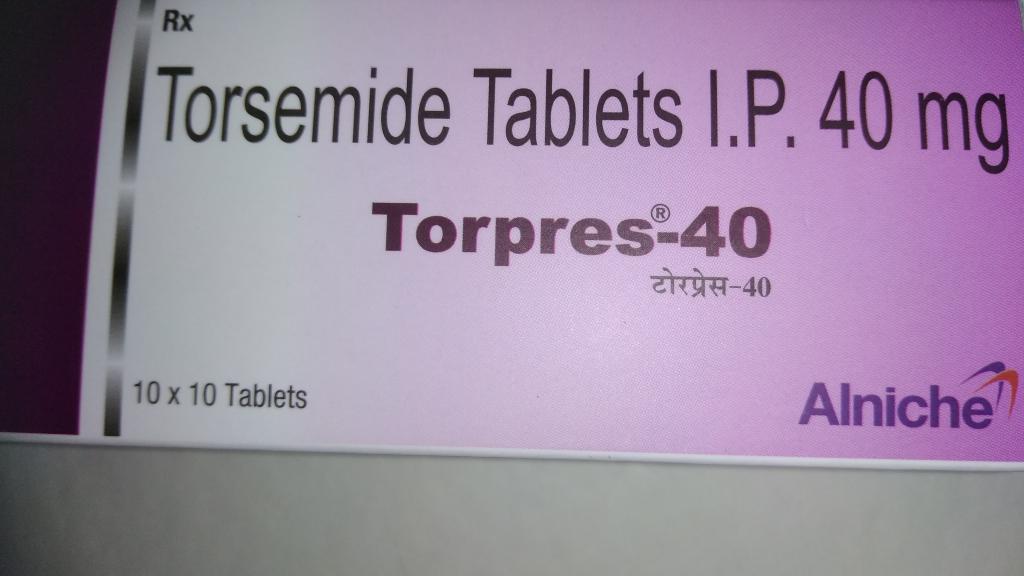 Rx
Torsemide Tablets I.P. 40 mg
Torpres®-40
टोरप्रेस-40
10 x 10 Tablets
Alniche